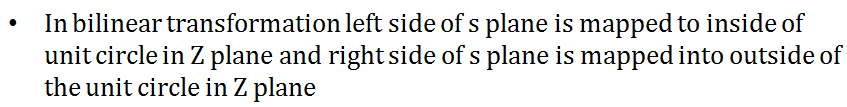 • In bilinear transformation left side of s plane is mapped to inside of
unit circle in Z plane and right side of s plane is mapped into outside of
the unit circle in Z plane